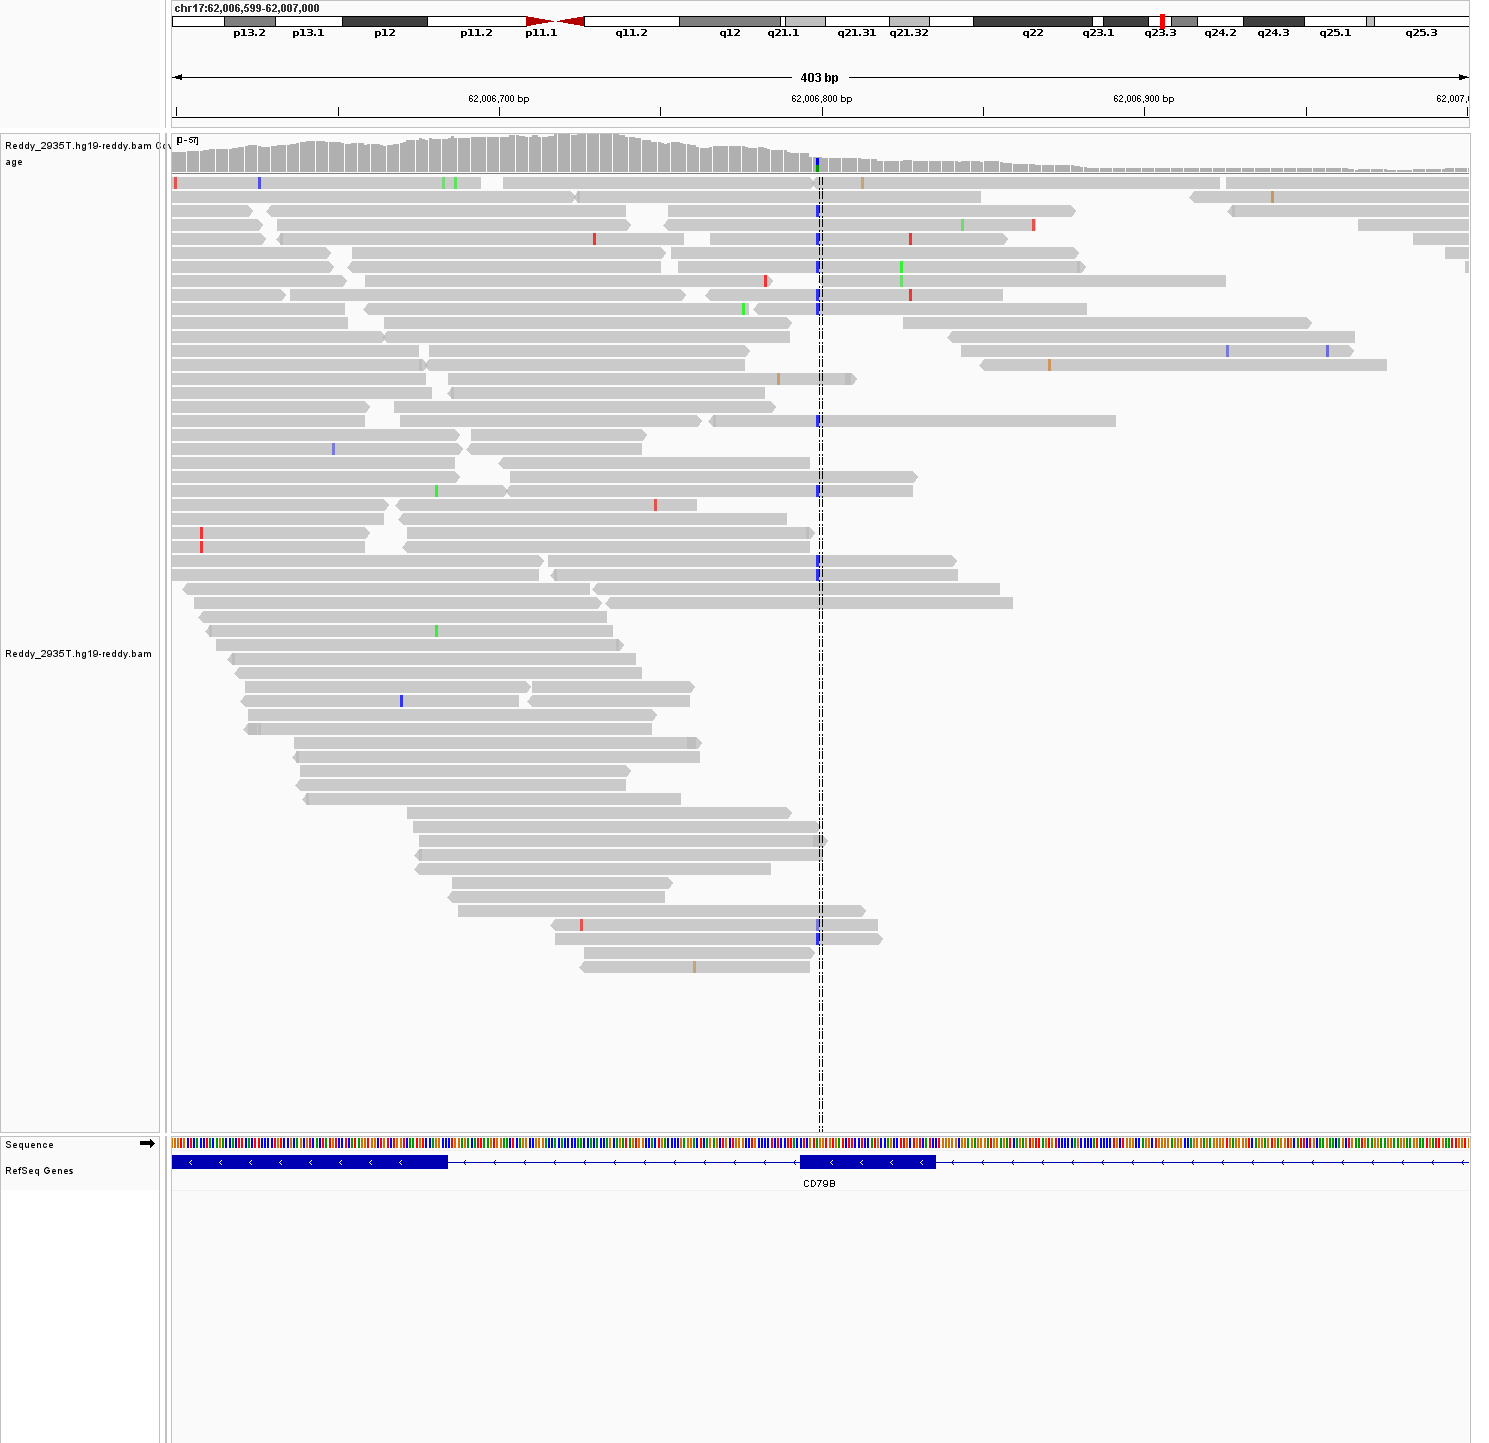 chr17:62,006,599-62,007,000
p13.2 p13.1 p12 p11.2 p11.1 q11.2 q12 q21.1 q21.31 q21.32 q22 q23.1 q23.3 q24.2 q24.3 q25.1 q25.3
403 bp
62,006,700 bp 62,006,800 bp 62,006,900 bp 62,007,0
[0 - 57]
Reddy_2935T.hg19-reddy.bam Cov
age
Reddy_2935T.hg19-reddy.bam
Sequence
RefSeq Genes
CD79B